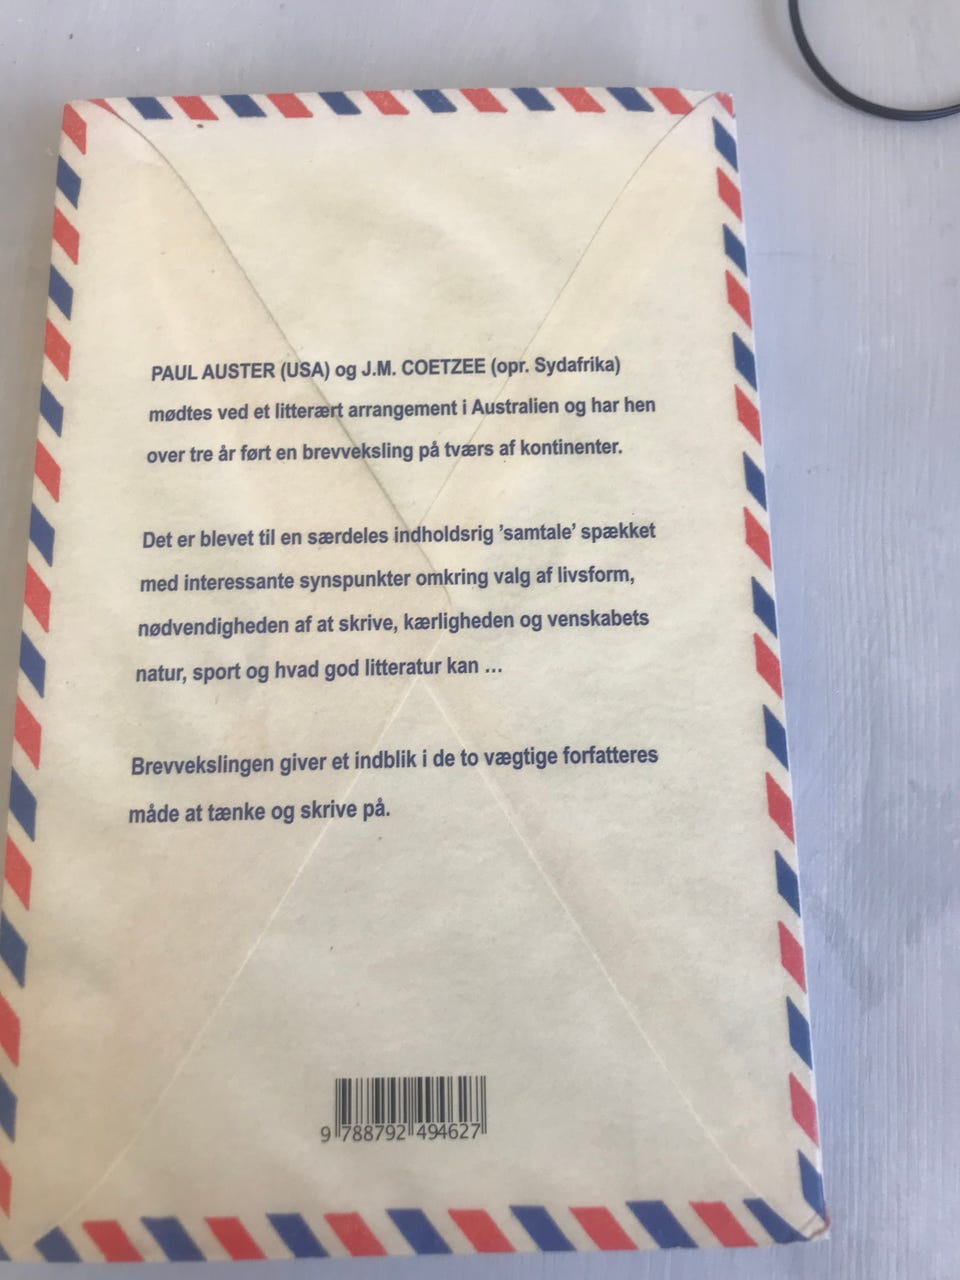 PAUL AUSTER (USA) og J.M. COETZEE (opr. Sydafrika)
mødtes ved et litterært arrangement i Australien og har hen
over tre år ført en brevveksling på tværs af kontinenter.
Det er blevet til en særdeles indholdsrig ’samtale’ spækket
med interessante synspunkter omkring valg af livsform,
nødvendigheden af at skrive, kærligheden og venskabets
natur, sport og hvad god litteratur kan ...
Brevvekslingen giver et indblik i de to vægtige forfatteres
måde at tænke og skrive på.
9 788792 494627